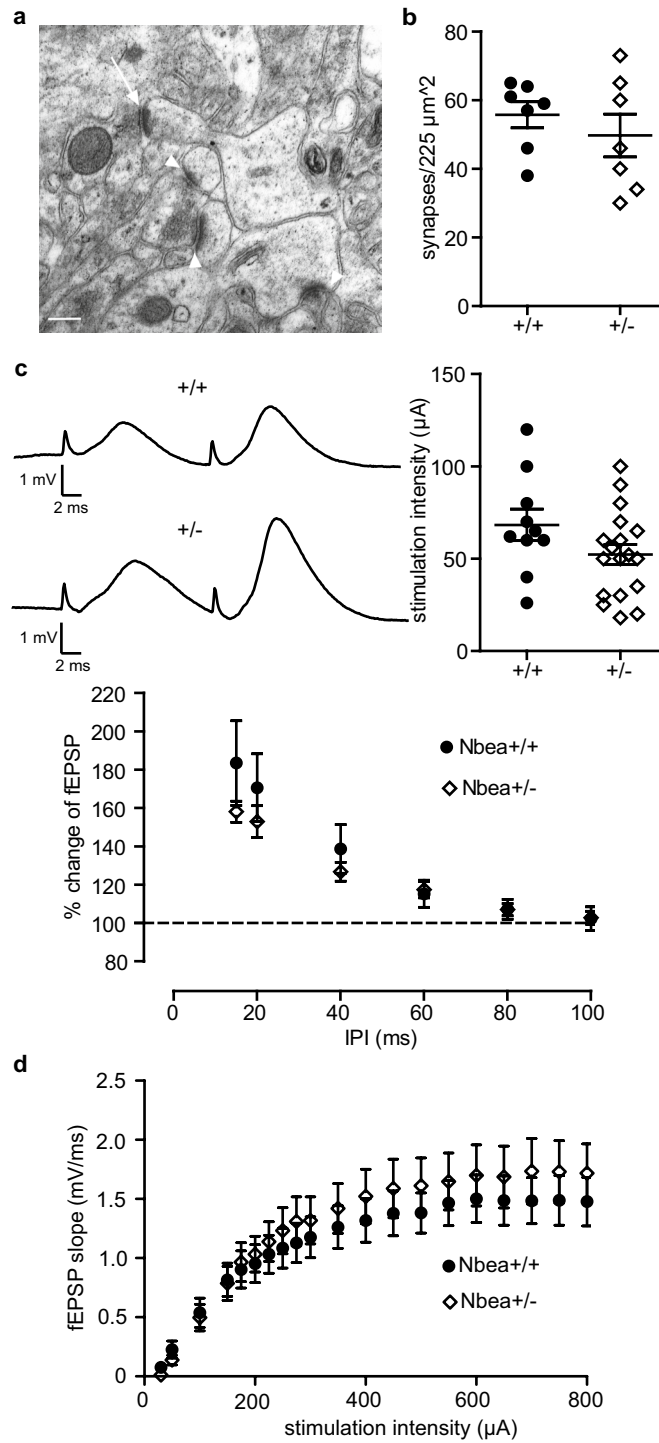 a
b
80
60
40
20
0
synapses/225 µm^2
+/+
+/-
c
+/+
1 mV
2 ms
+/-
1 mV
2 ms
150
100
50
0
stimulation intensity (µA)
+/+
+/-
220
200
180
160
140
120
100
80
% change of fEPSP
Nbea+/+
Nbea+/-
0 20 40 60 80 100
IPI (ms)
d
2.5
2.0
1.5
1.0
0.5
0
fEPSP slope (mV/ms)
Nbea+/+
Nbea+/-
0 200 400 600 800
stimulation intensity (µA)